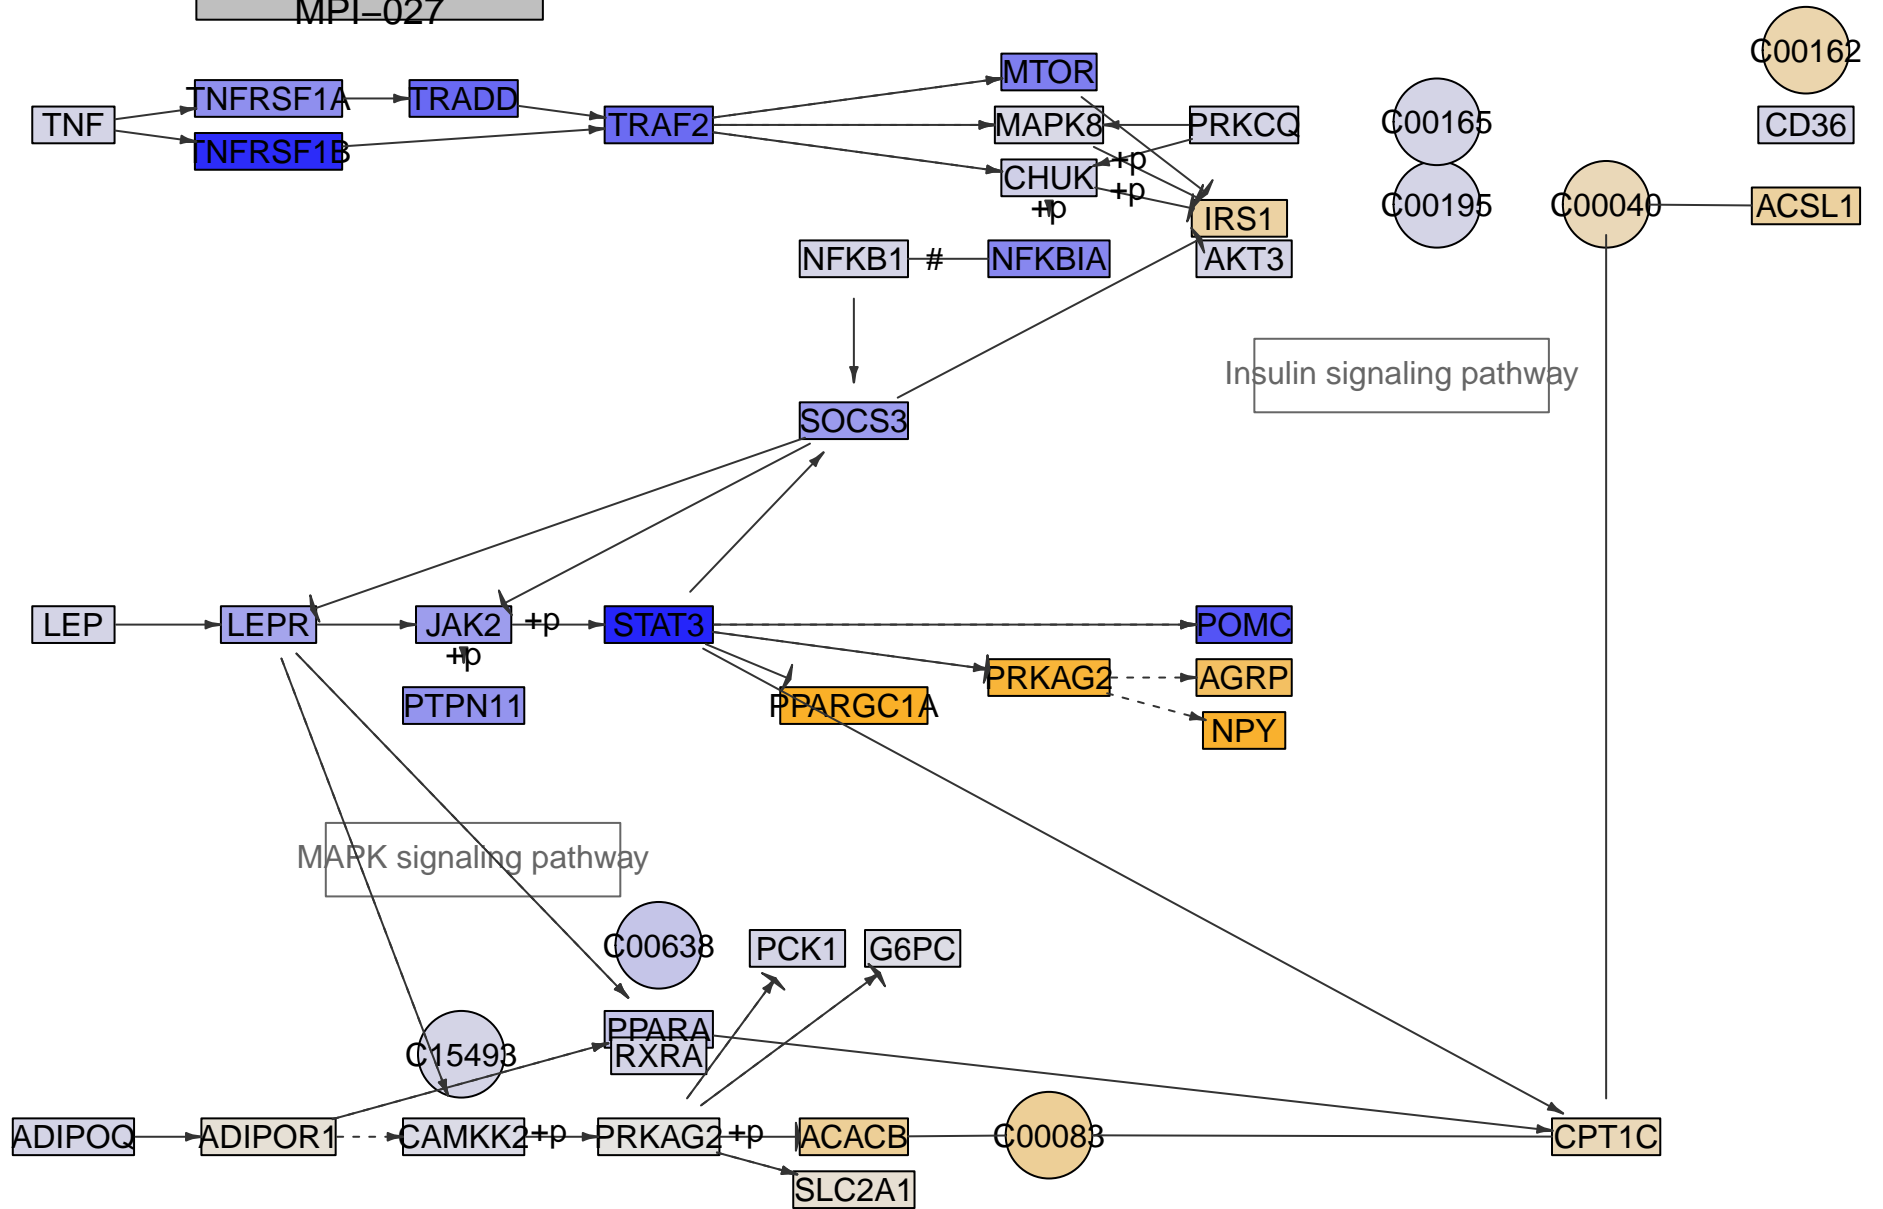 MPI−027
C00162
MTOR
TNFRSF1A
TRADD
TNF
TRAF2
MAPK8
PRKCQ
C00165
CD36
TNFRSF1B
+p
CHUK
+p
+p
IRS1
C00195
C00040
ACSL1
NFKB1
#
NFKBIA
AKT3
Insulin signaling pathway
SOCS3
LEP
LEPR
JAK2
+p
STAT3
POMC
+p
PRKAG2
AGRP
PTPN11
PPARGC1A
NPY
MAPK signaling pathway
C00638
PCK1
G6PC
PPARA
C15493
RXRA
ADIPOQ
ADIPOR1
CAMKK2
+p
PRKAG2
+p
ACACB
C00083
CPT1C
SLC2A1